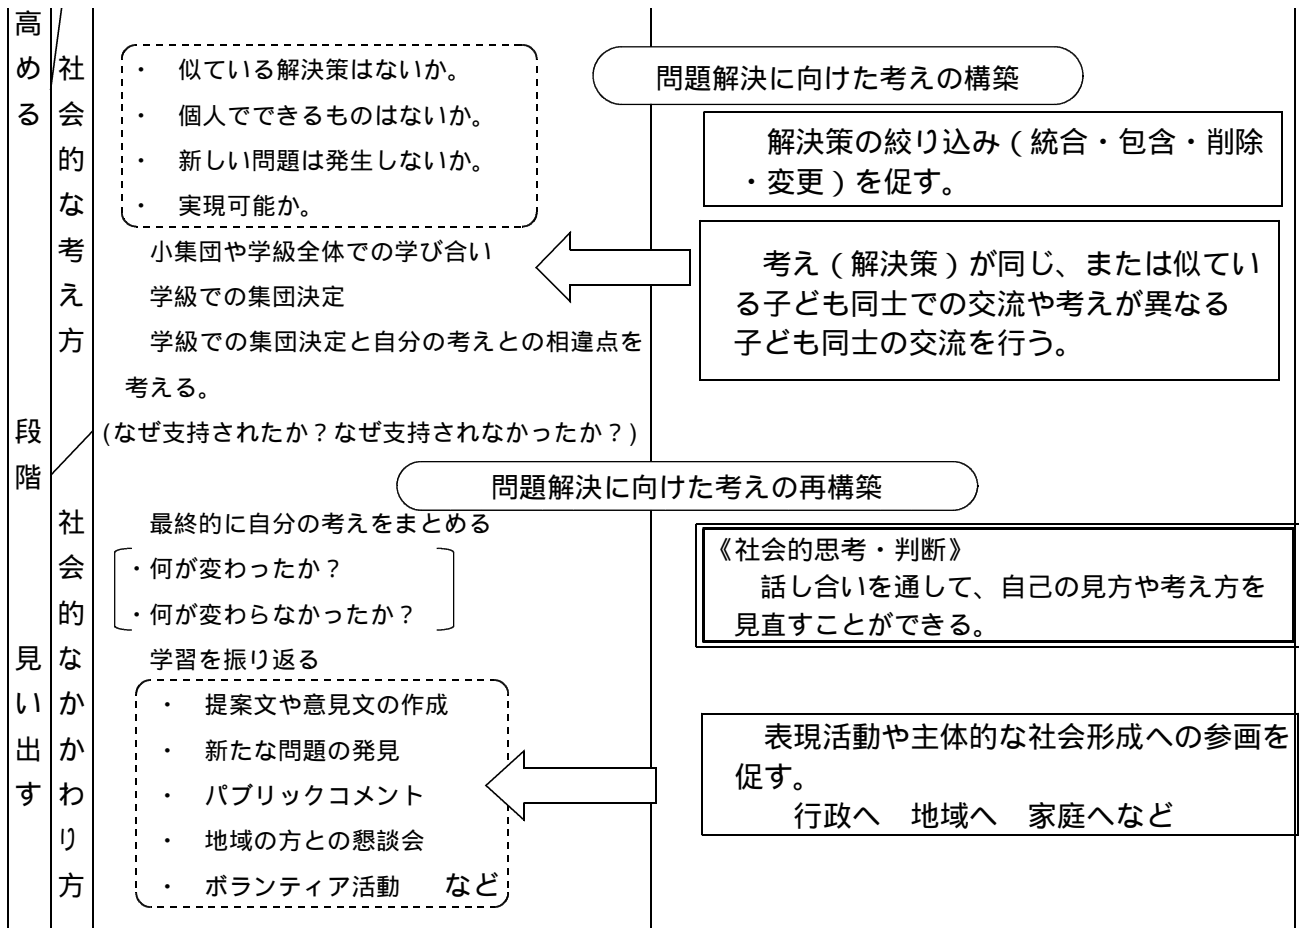 高める
段階
見い出す
社会的な考え方
社会的なかかわり方
・　似ている解決策はないか。
・　個人でできるものはないか。
・　新しい問題は発生しないか。
・　実現可能か。
小集団や学級全体での学び合い
学級での集団決定
学級での集団決定と自分の考えとの相違点を
考える。
(なぜ支持されたか？なぜ支持されなかったか？)
問題解決に向けた考えの構築
解決策の絞り込み（統合・包含・削除
・変更）を促す。
考え（解決策）が同じ、または似てい
る子ども同士での交流や考えが異なる
子ども同士の交流を行う。
問題解決に向けた考えの再構築
最終的に自分の考えをまとめる
・何が変わったか？
・何が変わらなかったか？
学習を振り返る
・　提案文や意見文の作成
・　新たな問題の発見
・　パブリックコメント
・　地域の方との懇談会
・　ボランティア活動　など
《社会的思考・判断》
話し合いを通して、自己の見方や考え方を
見直すことができる。
表現活動や主体的な社会形成への参画を
促す。
行政へ　地域へ　家庭へなど